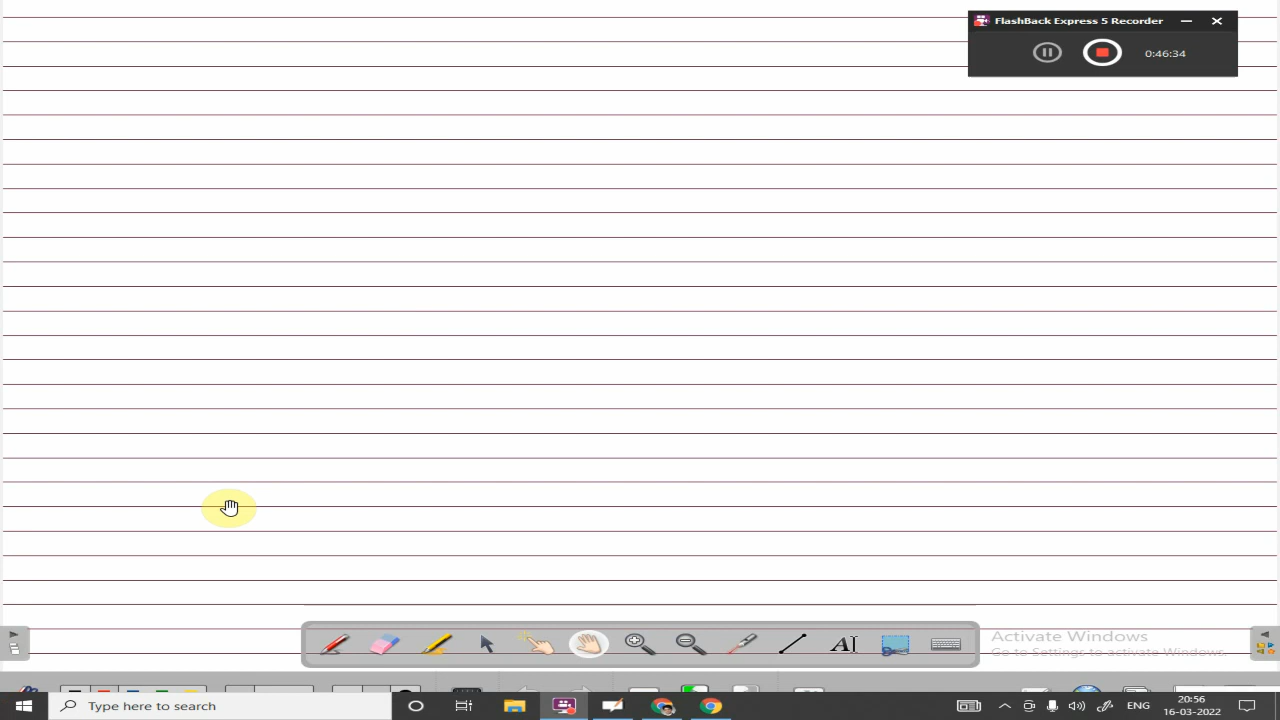 FlashBack Express 5 Recorder
0:46:34
AI
Activate Windows
Go to Settings to activate Windows.
Type here to search
ENG
20:56
16-03-2022